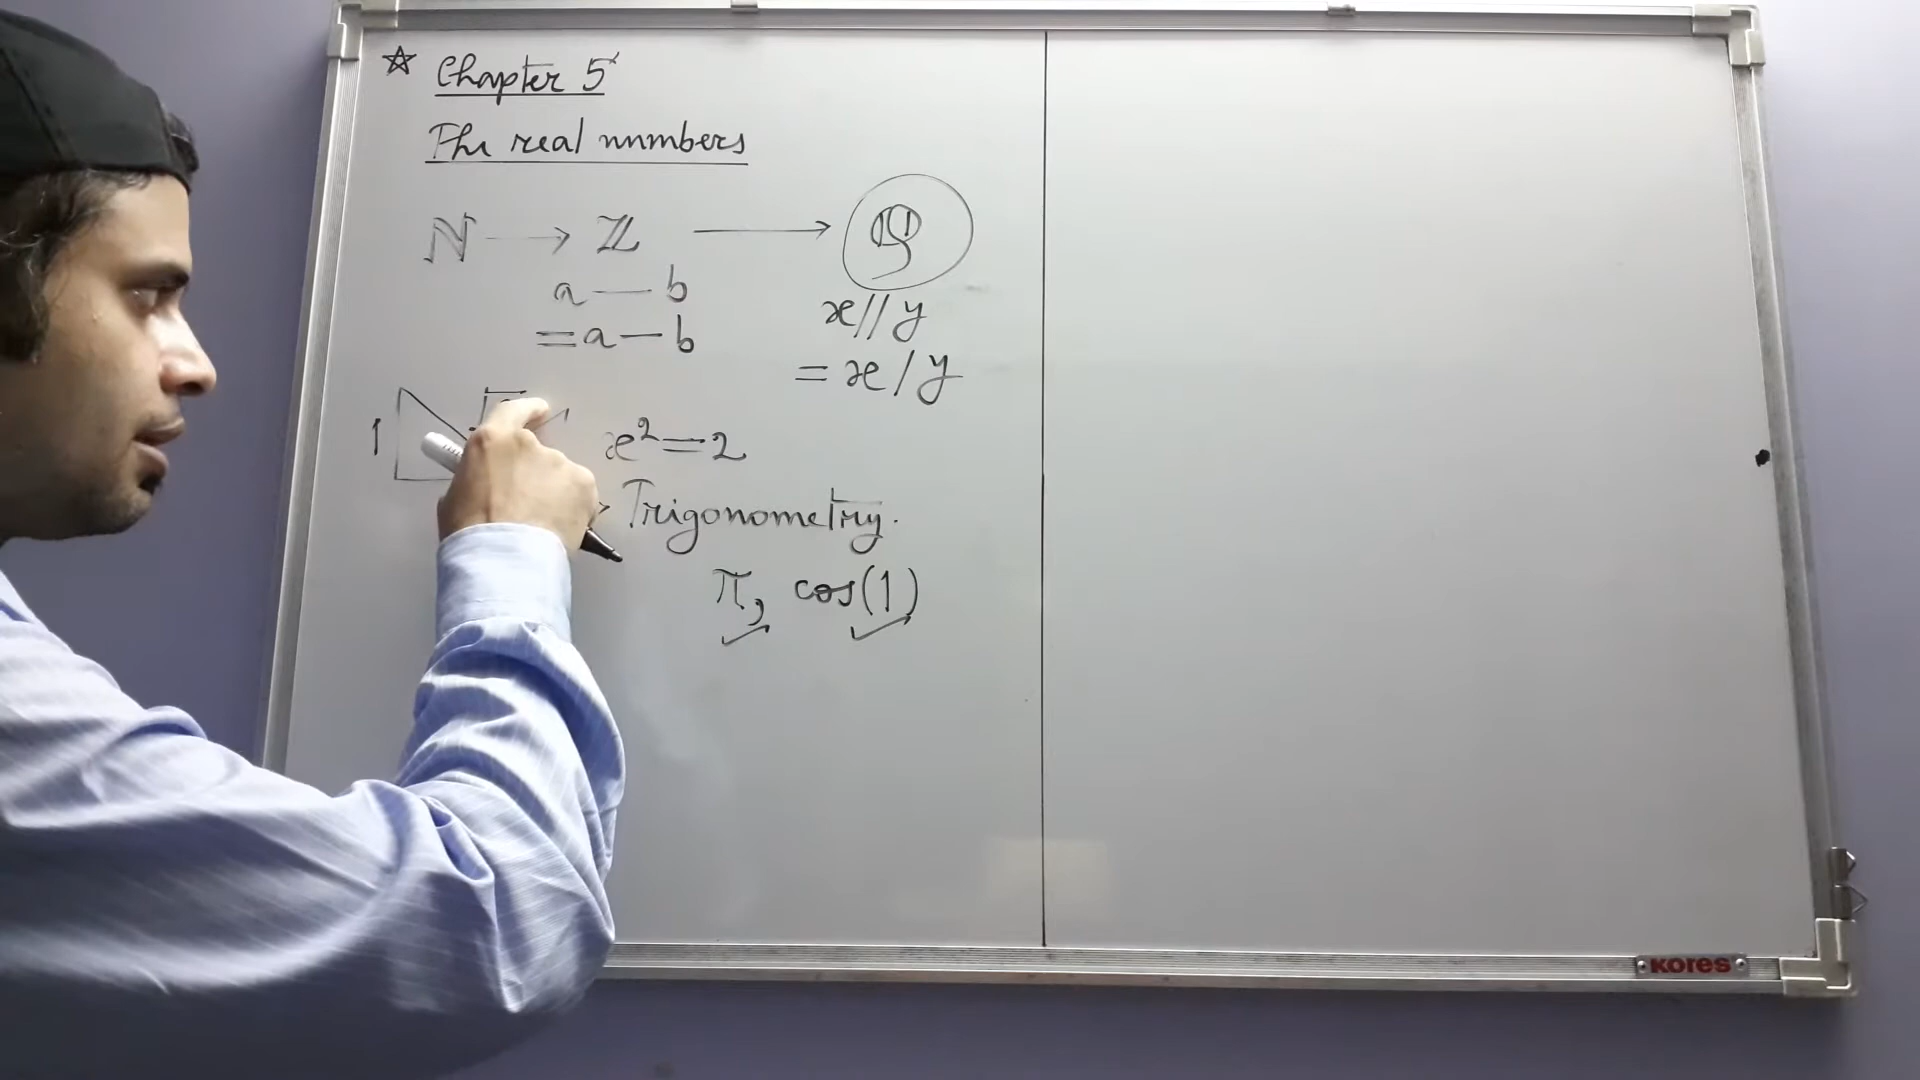 ☆ Chapter 5
The real numbers
ℕ → ℤ → ℚ
a — b
= a — b
x // y
= x / y
1
x² = 2
Trigonometry.
π, cos(1)
KORES